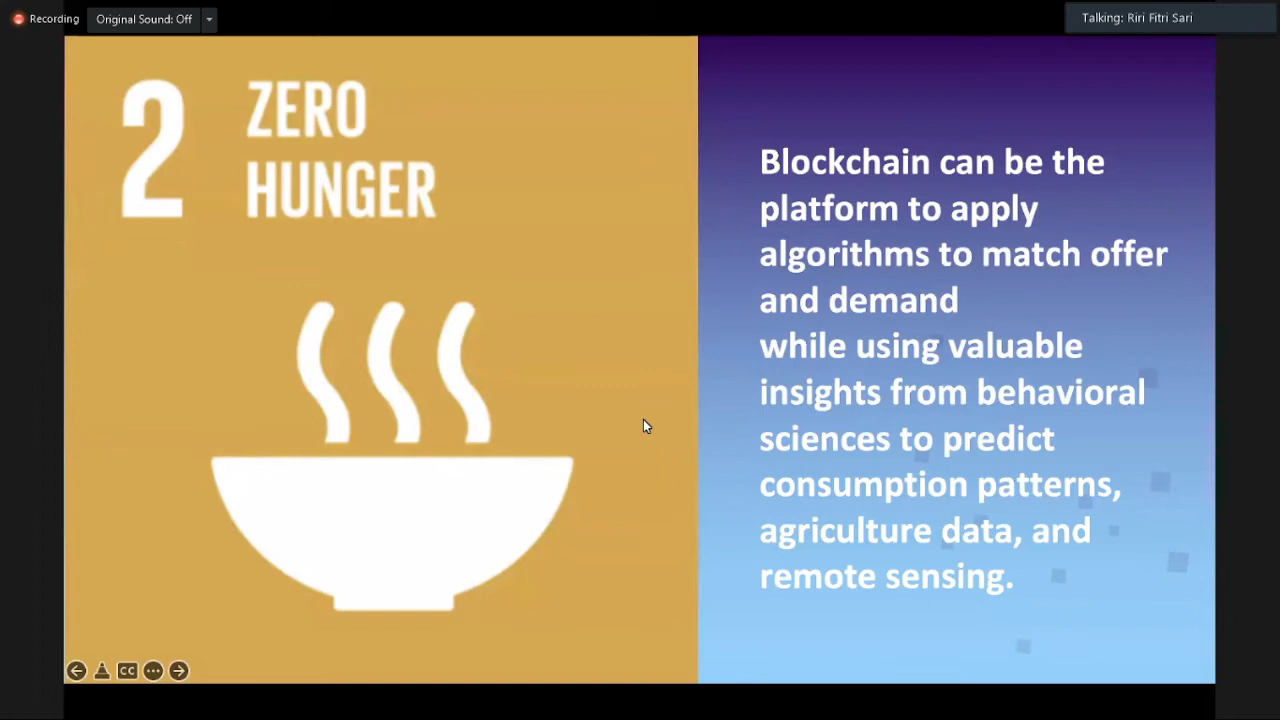 Recording
Original Sound: Off
Talking: Riri Fitri Sari
2
ZERO
HUNGER
Blockchain can be the
platform to apply
algorithms to match offer
and demand
while using valuable
insights from behavioral
sciences to predict
consumption patterns,
agriculture data, and
remote sensing.
CC